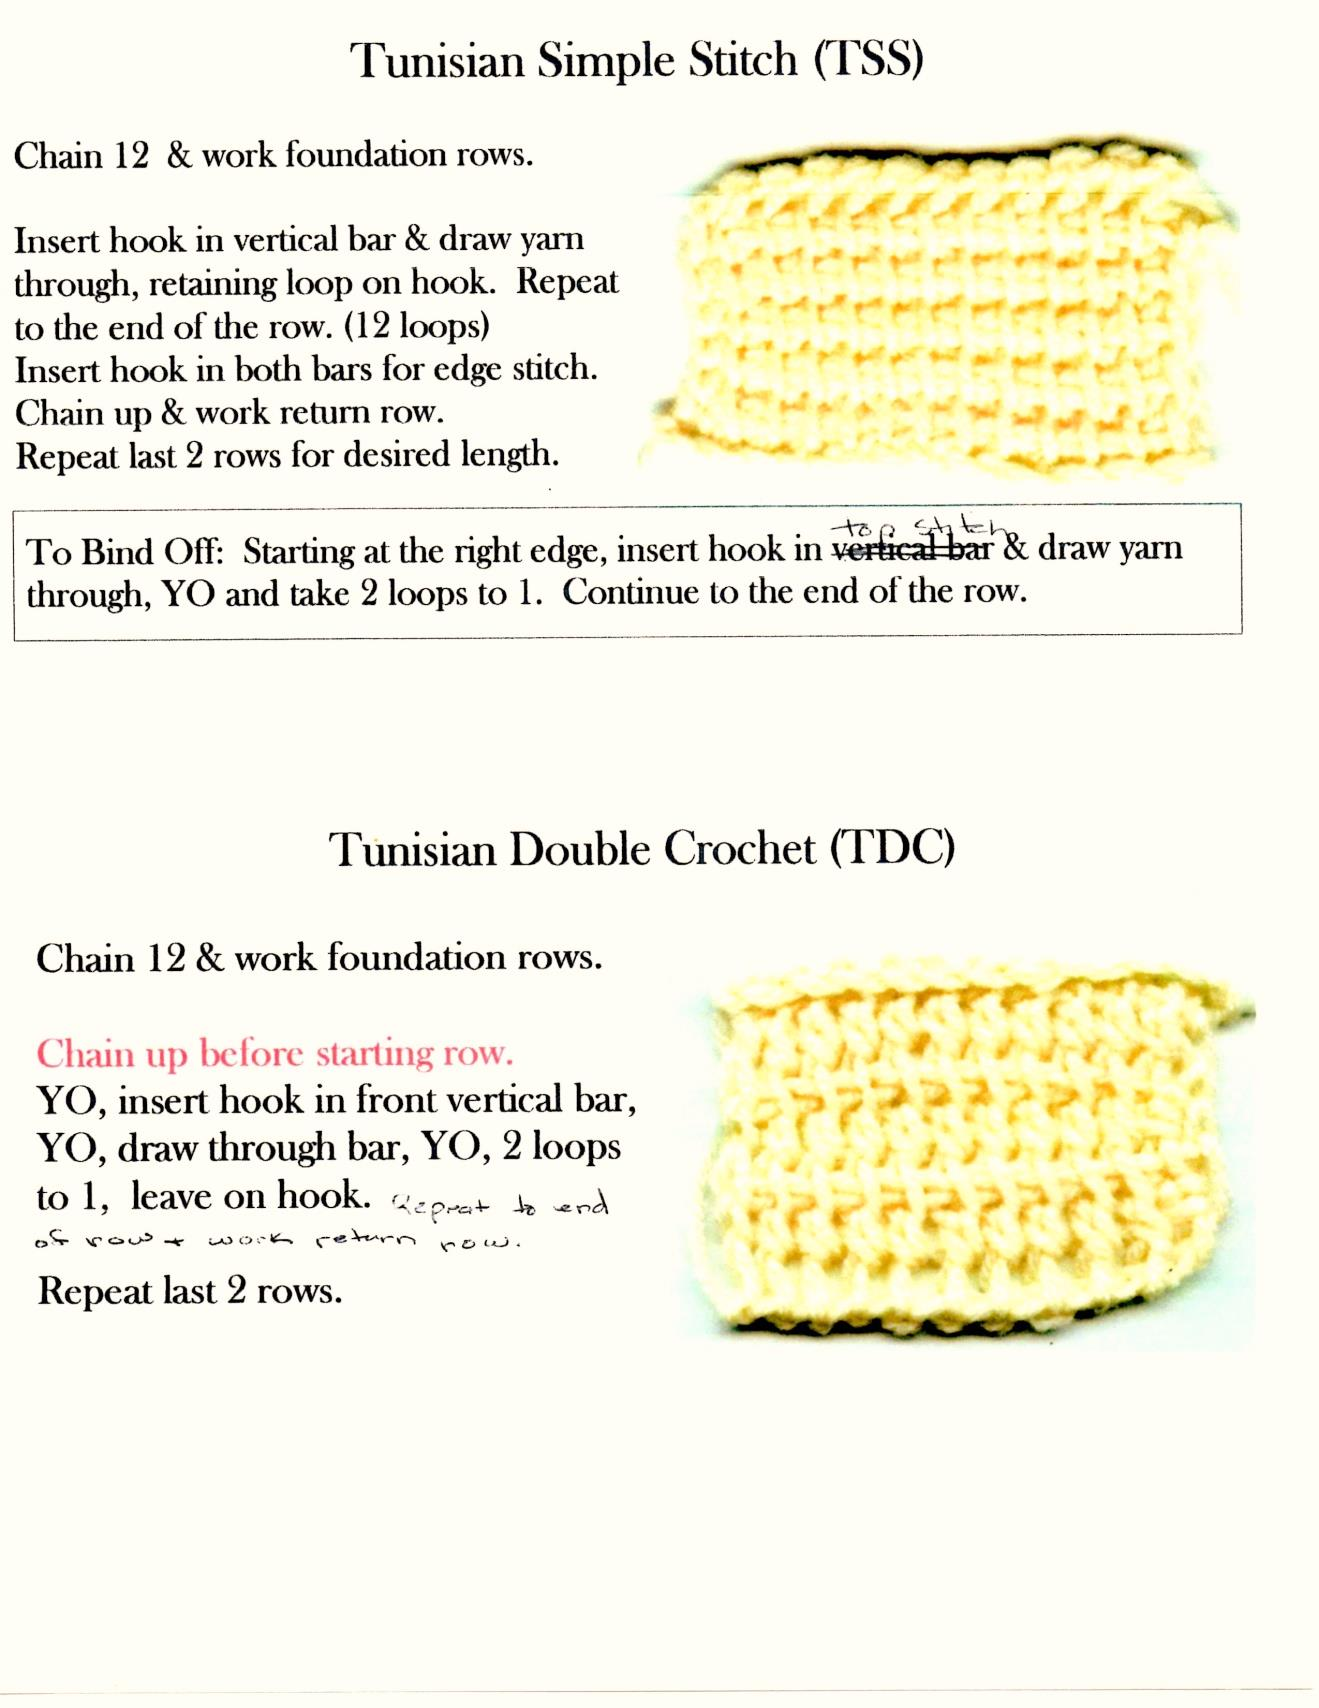 Tunisian Simple Stitch (TSS)
Chain 12 & work foundation rows.
Insert hook in vertical bar & draw yarn
through, retaining loop on hook. Repeat
to the end of the row. (12 loops)
Insert hook in both bars for edge stitch.
Chain up & work return row.
Repeat last 2 rows for desired length.
top stitch
To Bind Off: Starting at the right edge, insert hook in vertical bar & draw yarn
through, YO and take 2 loops to 1. Continue to the end of the row.
Tunisian Double Crochet (TDC)
Chain 12 & work foundation rows.
Chain up before starting row.
YO, insert hook in front vertical bar,
YO, draw through bar, YO, 2 loops
to 1, leave on hook. Repeat to end
of row + work return row.
Repeat last 2 rows.